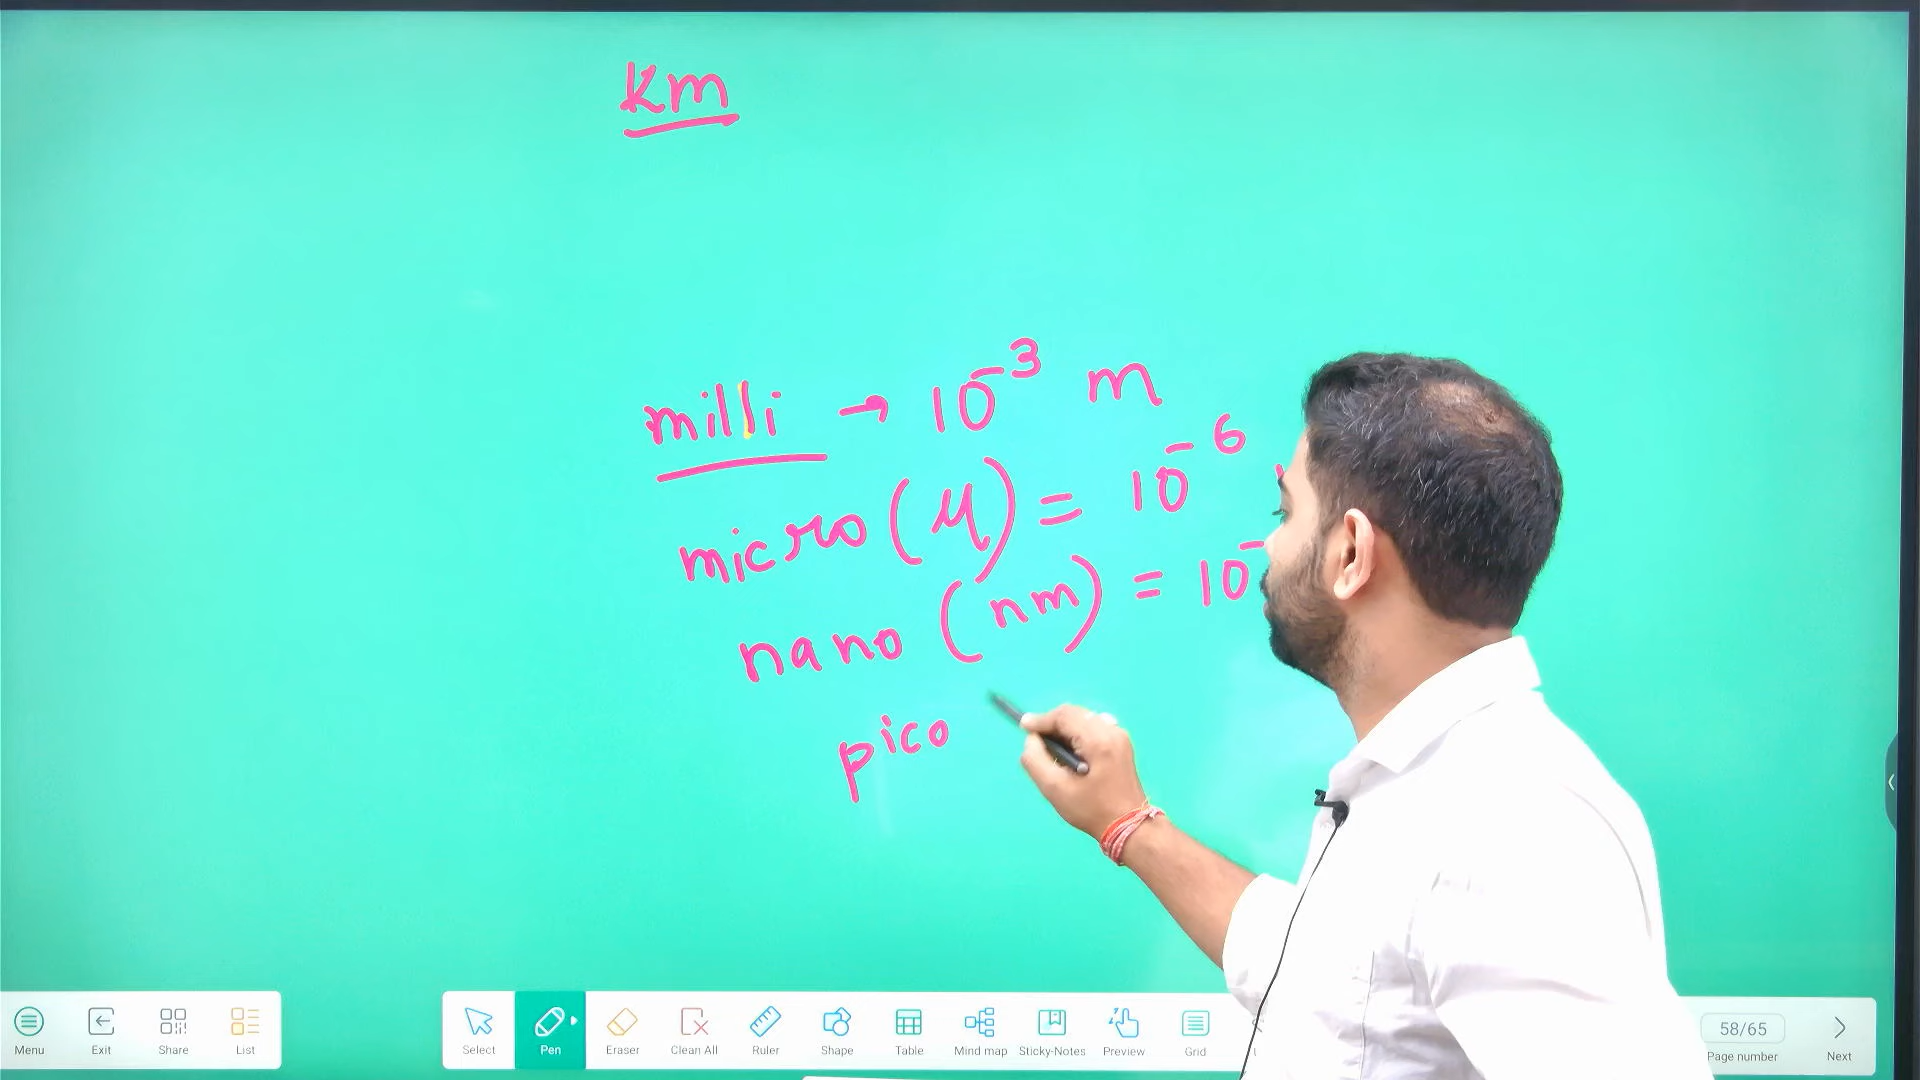 km
milli → 10⁻³ m
micro (μ) = 10⁻⁶
nano (nm) = 10⁻
pico
Menu Exit Share List Select Pen Eraser Clean All Ruler Shape Table Mind map Sticky-Notes Preview Grid 58/65 Page number Next